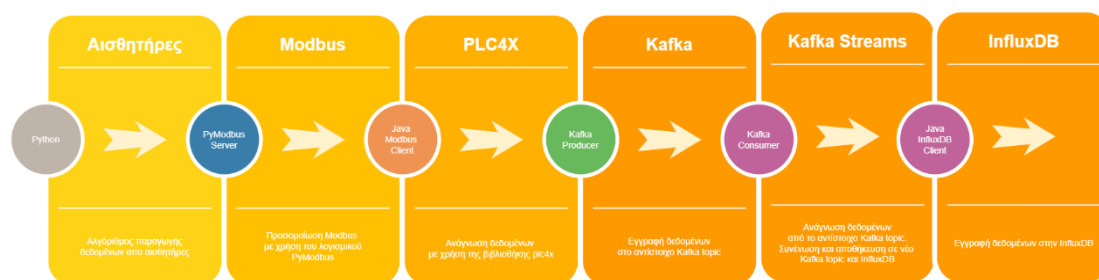 Αισθητήρες
Modbus
PLC4X
Kafka
Kafka Streams
InfluxDB
Python
PyModbus
Server
Java
Modbus
Client
Kafka
Producer
Kafka
Consumer
Java
InfluxDB
Client
Αλγόριθμος παραγωγής
δεδομένων απο αισθητήρες
Προσομοίωση Modbus
με χρήση του λογισμικού
PyModbus
Ανάγνωση δεδομένων
με χρήση της βιβλιοθήκης plc4x
Εγγραφή δεδομένων
στο αντίστοιχο Kafka topic
Ανάγνωση δεδομένων
από το αντίστοιχο Kafka topic.
Συνένωση και αποθήκευση σε νέο
Kafka topic και InfluxDB
Εγγραφή δεδομένων στην InfluxDB